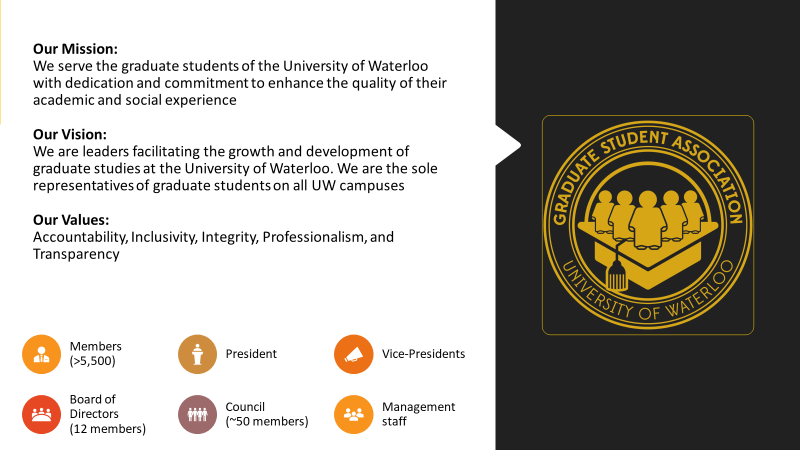 Our Mission:
We serve the graduate students of the University of Waterloo
with dedication and commitment to enhance the quality of their
academic and social experience
Our Vision:
We are leaders facilitating the growth and development of
graduate studies at the University of Waterloo. We are the sole
representatives of graduate students on all UW campuses
Our Values:
Accountability, Inclusivity, Integrity, Professionalism, and
Transparency
Members
(>5,500)
President
Vice-Presidents
Board of
Directors
(12 members)
Council
(~50 members)
Management
staff
GRADUATE STUDENT ASSOCIATION
UNIVERSITY OF WATERLOO